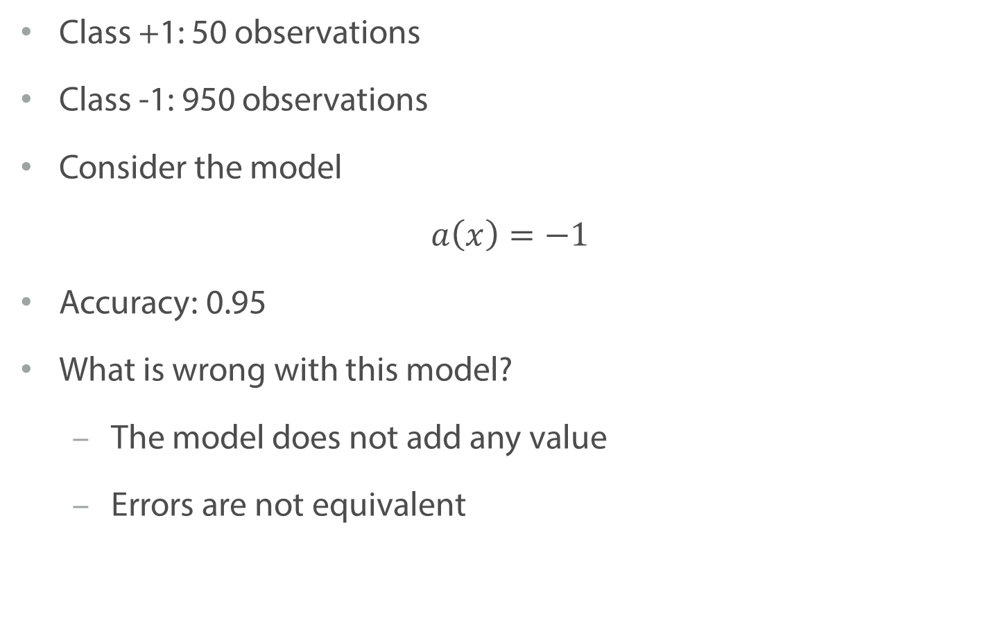 • Class +1: 50 observations
• Class -1: 950 observations
• Consider the model
a(x) = −1
• Accuracy: 0.95
• What is wrong with this model?
– The model does not add any value
– Errors are not equivalent